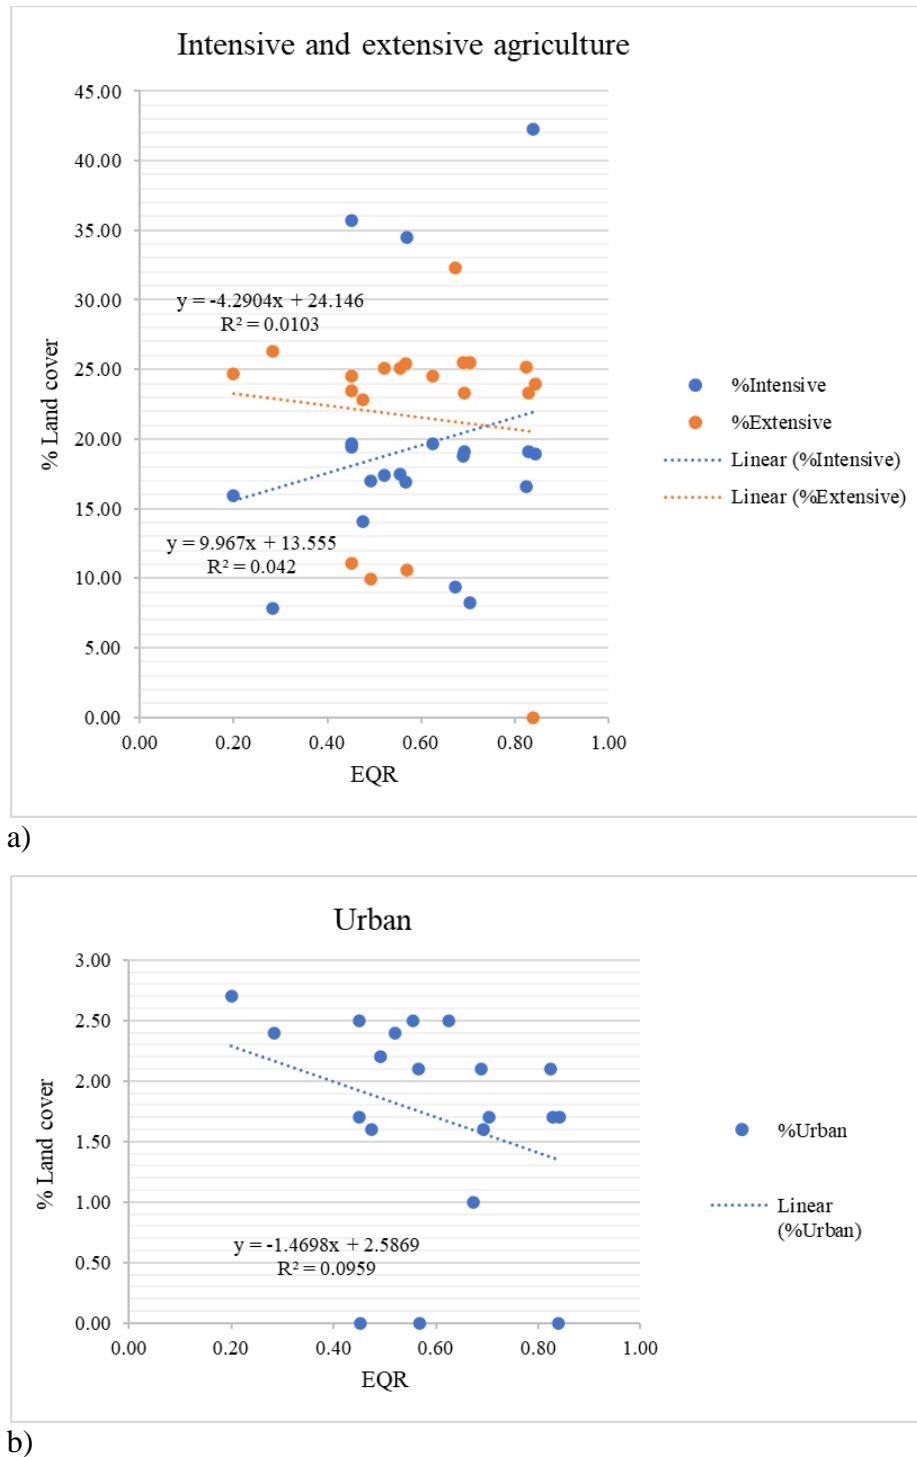 Intensive and extensive agriculture
45.00
40.00
35.00
30.00
25.00
20.00
15.00
10.00
5.00
0.00
% Land cover
y = -4.2904x + 24.146
R² = 0.0103
y = 9.967x + 13.555
R² = 0.042
0.00 0.20 0.40 0.60 0.80 1.00
EQR
%Intensive
%Extensive
Linear (%Intensive)
Linear (%Extensive)
a)
Urban
3.00
2.50
2.00
1.50
1.00
0.50
0.00
% Land cover
y = -1.4698x + 2.5869
R² = 0.0959
0.00 0.20 0.40 0.60 0.80 1.00
EQR
%Urban
Linear
(%Urban)
b)